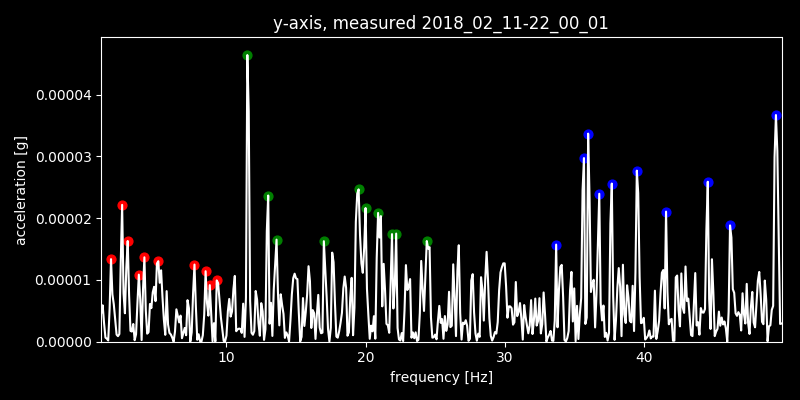 y-axis, measured 2018_02_11-22_00_01
acceleration [g]
0.00004
0.00003
0.00002
0.00001
0.00000
10 20 30 40
frequency [Hz]